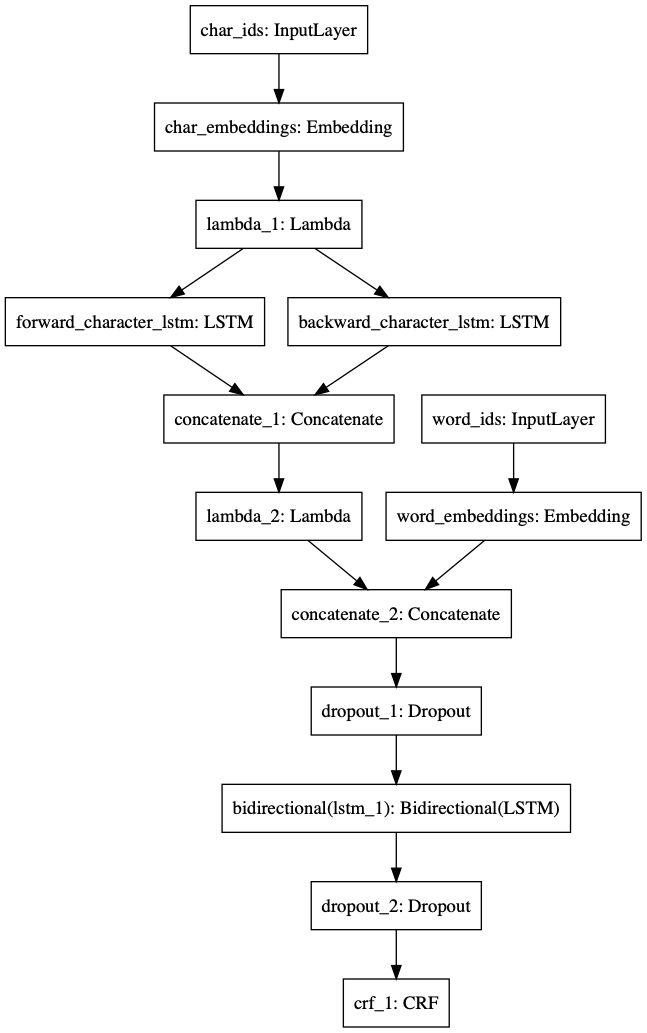 char_ids: InputLayer
char_embeddings: Embedding
lambda_1: Lambda
forward_character_lstm: LSTM
backward_character_lstm: LSTM
concatenate_1: Concatenate
word_ids: InputLayer
lambda_2: Lambda
word_embeddings: Embedding
concatenate_2: Concatenate
dropout_1: Dropout
bidirectional(lstm_1): Bidirectional(LSTM)
dropout_2: Dropout
crf_1: CRF